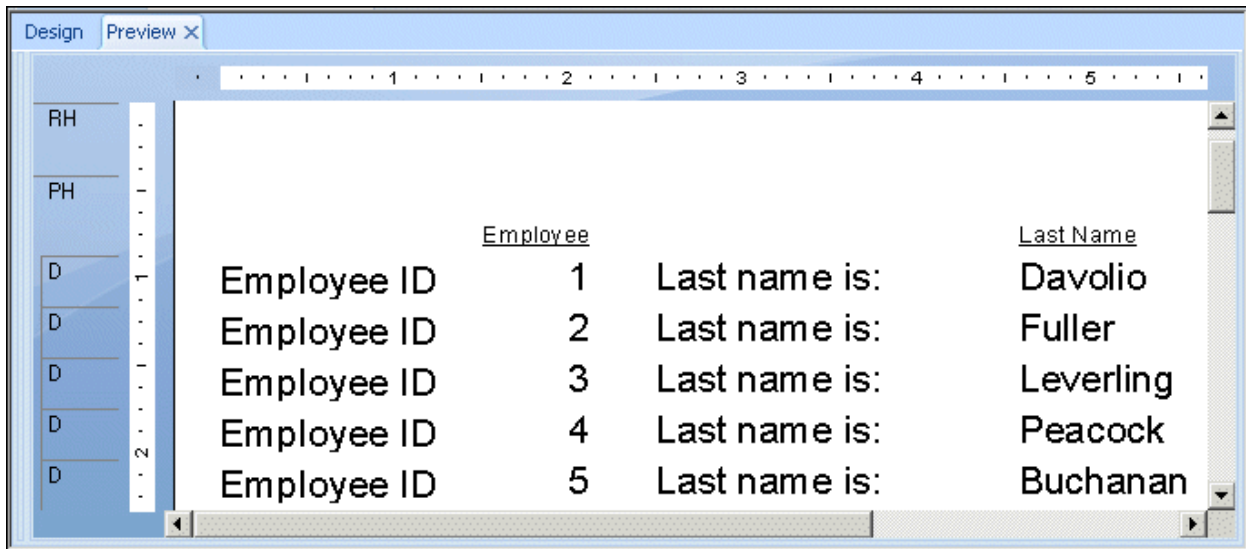 Design Preview
1 2 3 4 5
RH
PH
Employee Last Name
D 1 Employee ID 1 Last name is: Davolio
D Employee ID 2 Last name is: Fuller
D Employee ID 3 Last name is: Leverling
D Employee ID 4 Last name is: Peacock
2
D Employee ID 5 Last name is: Buchanan